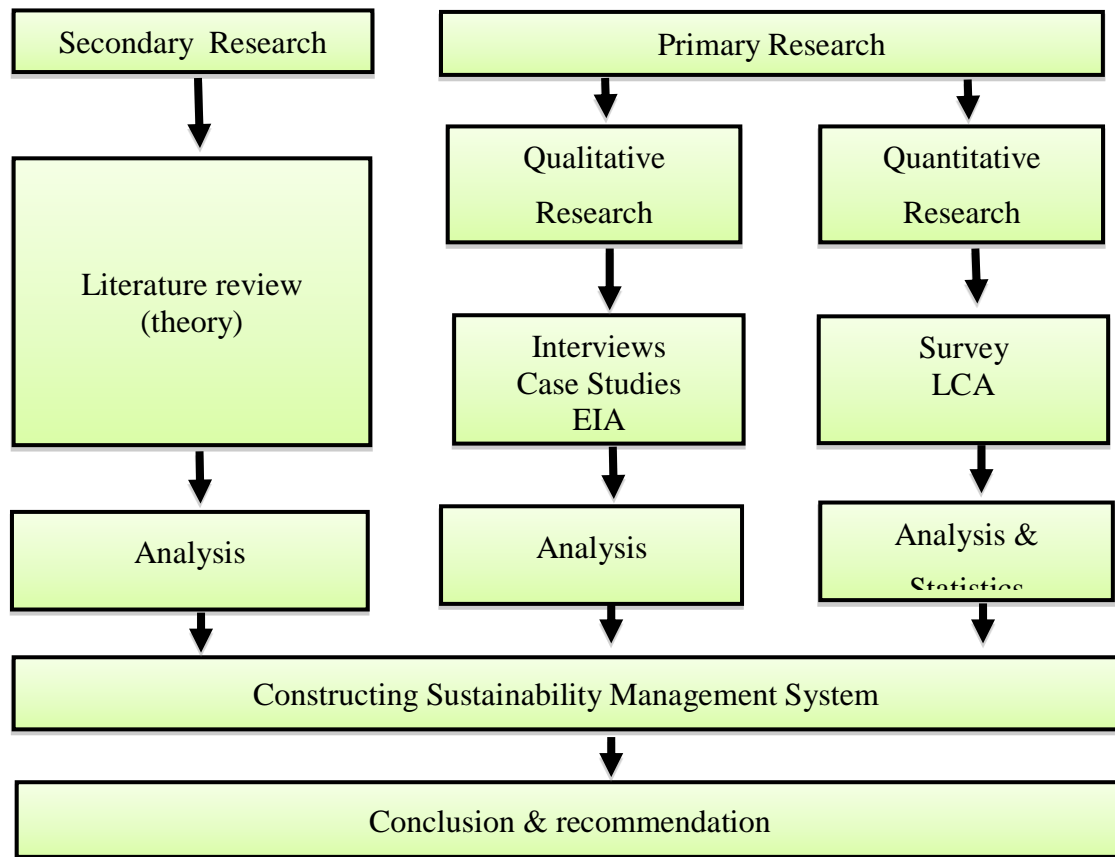 Secondary Research
Primary Research
Qualitative
Research
Quantitative
Research
Literature review
(theory)
Interviews
Case Studies
EIA
Survey
LCA
Analysis
Analysis
Analysis &
Statistics
Constructing Sustainability Management System
Conclusion & recommendation